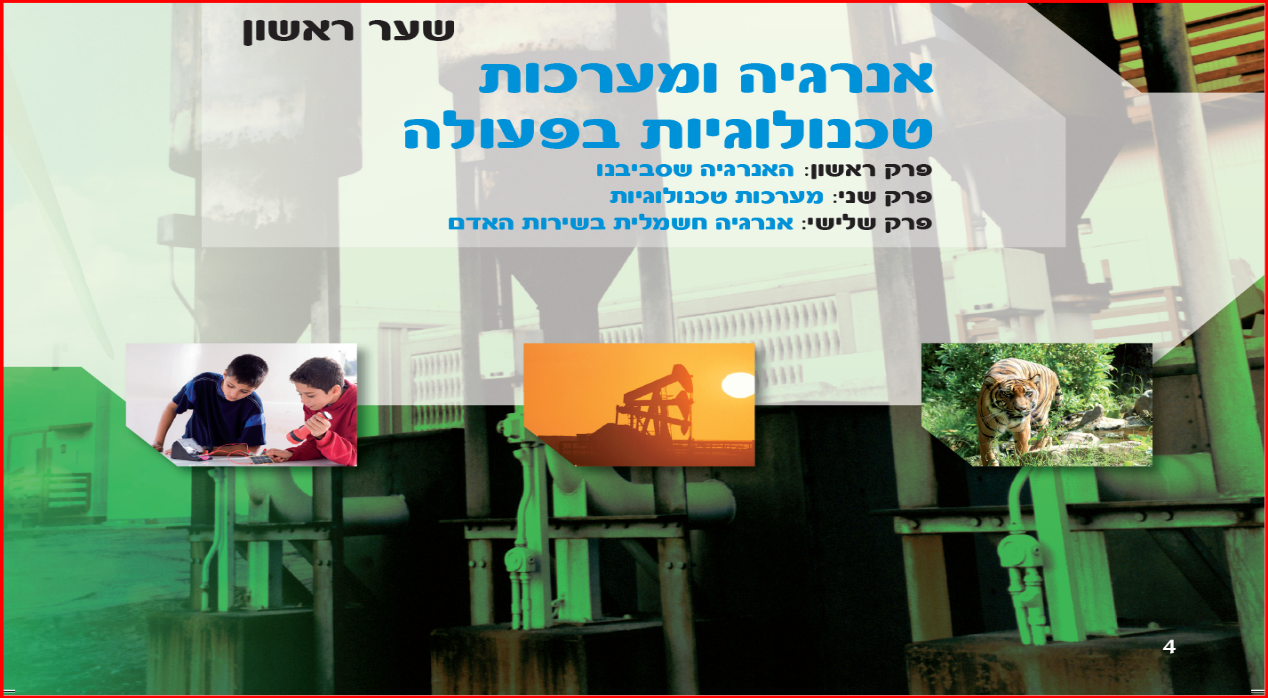 שער ראשון
אנרגיה ומערכות
טכנולוגיות בפעולה
פרק ראשון: האנרגיה שסביבנו
פרק שני: מערכות טכנולוגיות
פרק שלישי: אנרגיה חשמלית בשירות האדם
4